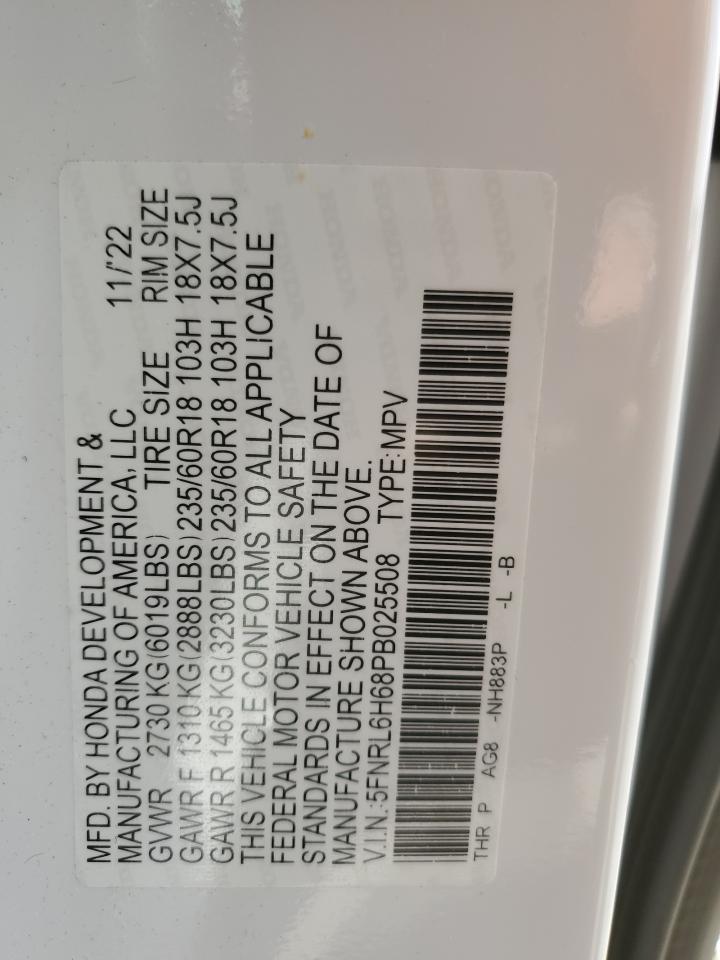 MFD. BY HONDA DEVELOPMENT &
MANUFACTURING OF AMERICA, LLC 11/'22
GVWR 2730 KG(6019LBS) TIRE SIZE RIM SIZE
GAWR F 1310 KG(2888LBS)235/60R18 103H 18X7.5J
GAWR R 1465 KG(3230LBS)235/60R18 103H 18X7.5J
THIS VEHICLE CONFORMS TO ALL APPLICABLE
FEDERAL MOTOR VEHICLE SAFETY
STANDARDS IN EFFECT ON THE DATE OF
MANUFACTURE SHOWN ABOVE.
V.I.N.:5FNRL6H68PB025508 TYPE:MPV
THR P AG8 -NH883P -L -B